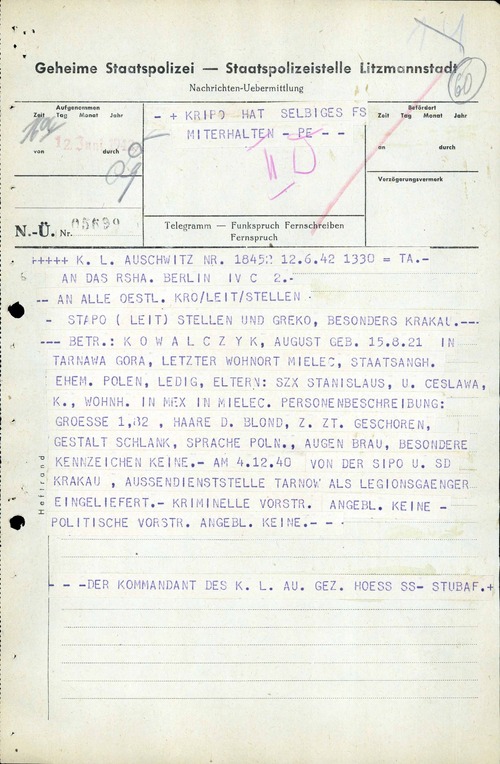 60
Geheime Staatspolizei — Staatspolizeistelle Litzmannstadt
Nachrichten-Uebermittlung
Aufgenommen
Zeit Tag Monat Jahr
von durch
- + KRIPO HAT SELBIGES FS
MITERHALTEN - PE - -
Befördert
Zeit Tag Monat Jahr
an durch
Verzögerungsvermerk
N.-Ü. Nr. 05699
Telegramm — Funkspruch Fernschreiben
Fernspruch
+++++ K. L. AUSCHWITZ NR. 18452 12.6.42 1330 = TA.-
AN DAS RSHA. BERLIN IV C 2.-
-- AN ALLE OESTL. KRO/LEIT/STELLEN -
- STAPO ( LEIT) STELLEN UND GREKO, BESONDERS KRAKAU.---
--- BETR.: K O W A L C Z Y K, AUGUST GEB. 15.8.21 IN
TARNAWA GORA, LETZTER WOHNORT MIELEC, STAATSANGH.
EHEM. POLEN, LEDIG, ELTERN: SZX STANISLAUS, U. CESLAWA,
K., WOHNH. IN MEX IN MIELEC. PERSONENBESCHREIBUNG:
GROESSE 1,82 , HAARE D. BLOND, Z. ZT. GESCHOREN,
GESTALT SCHLANK, SPRACHE POLN., AUGEN BRAU, BESONDERE
KENNZEICHEN KEINE.- AM 4.12.40 VON DER SIPO U. SD
KRAKAU , AUSSENDIENSTSTELLE TARNOW ALS LEGIONSGAENGER
EINGELIEFERT.- KRIMINELLE VORSTR. ANGEBL. KEINE -
POLITISCHE VORSTR. ANGEBL. KEINE.- - -
Heftrand
- - -DER KOMMANDANT DES K. L. AU. GEZ. HOESS SS- STUBAF.+